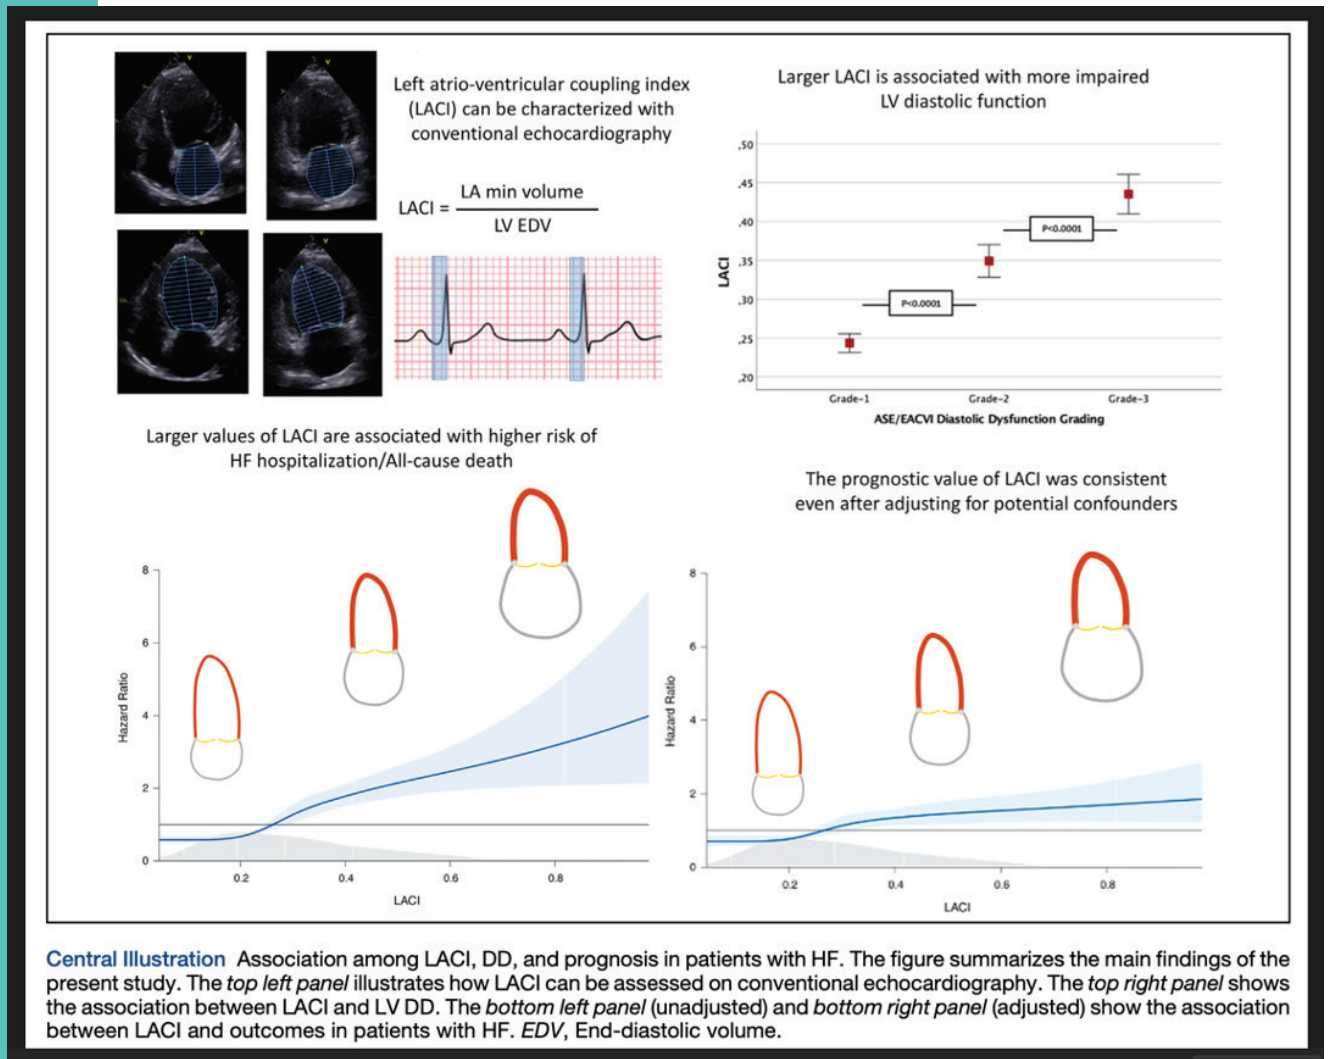 Left atrio-ventricular coupling index
(LACI) can be characterized with
conventional echocardiography
LACI = LA min volume
LV EDV
Larger LACI is associated with more impaired
LV diastolic function
,50
,45
,40
,35
,30
,25
,20
LACI
P<0.0001
P<0.0001
Grade-1 Grade-2 Grade-3
ASE/EACVI Diastolic Dysfunction Grading
Larger values of LACI are associated with higher risk of
HF hospitalization/All-cause death
8
6
4
2
0
Hazard Ratio
0.2 0.4 0.6 0.8
LACI
The prognostic value of LACI was consistent
even after adjusting for potential confounders
8
6
4
2
0
Hazard Ratio
0.2 0.4 0.6 0.8
LACI
Central Illustration Association among LACI, DD, and prognosis in patients with HF. The figure summarizes the main findings of the
present study. The top left panel illustrates how LACI can be assessed on conventional echocardiography. The top right panel shows
the association between LACI and LV DD. The bottom left panel (unadjusted) and bottom right panel (adjusted) show the association
between LACI and outcomes in patients with HF. EDV, End-diastolic volume.